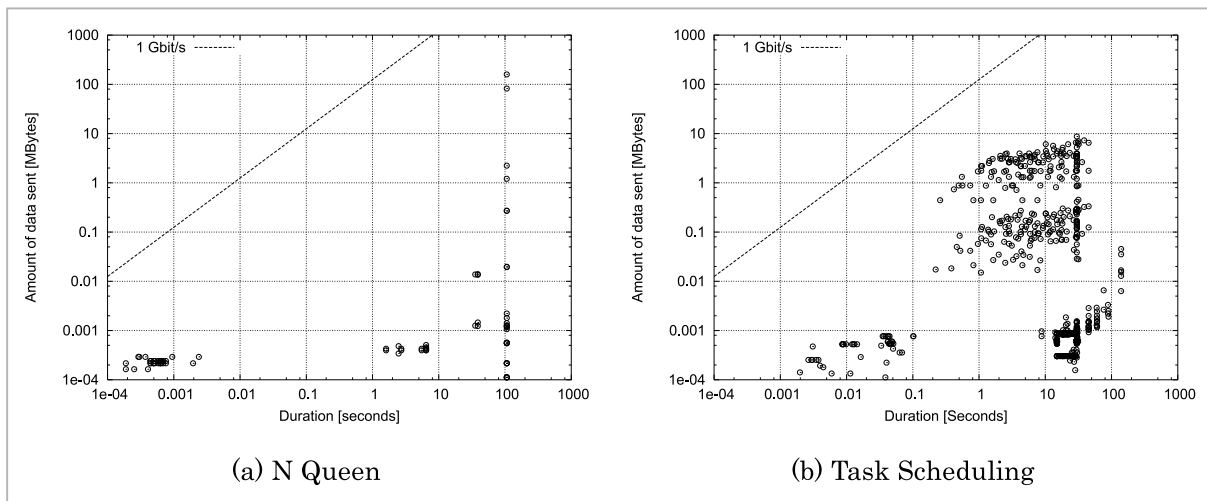 1 Gbit/s
1000
100
10
1
0.1
0.01
0.001
1e-04
Amount of data sent [MBytes]
1e-04 0.001 0.01 0.1 1 10 100 1000
Duration [seconds]
(a) N Queen
1 Gbit/s
1000
100
10
1
0.1
0.01
0.001
1e-04
Amount of data sent [MBytes]
1e-04 0.001 0.01 0.1 1 10 100 1000
Duration [Seconds]
(b) Task Scheduling